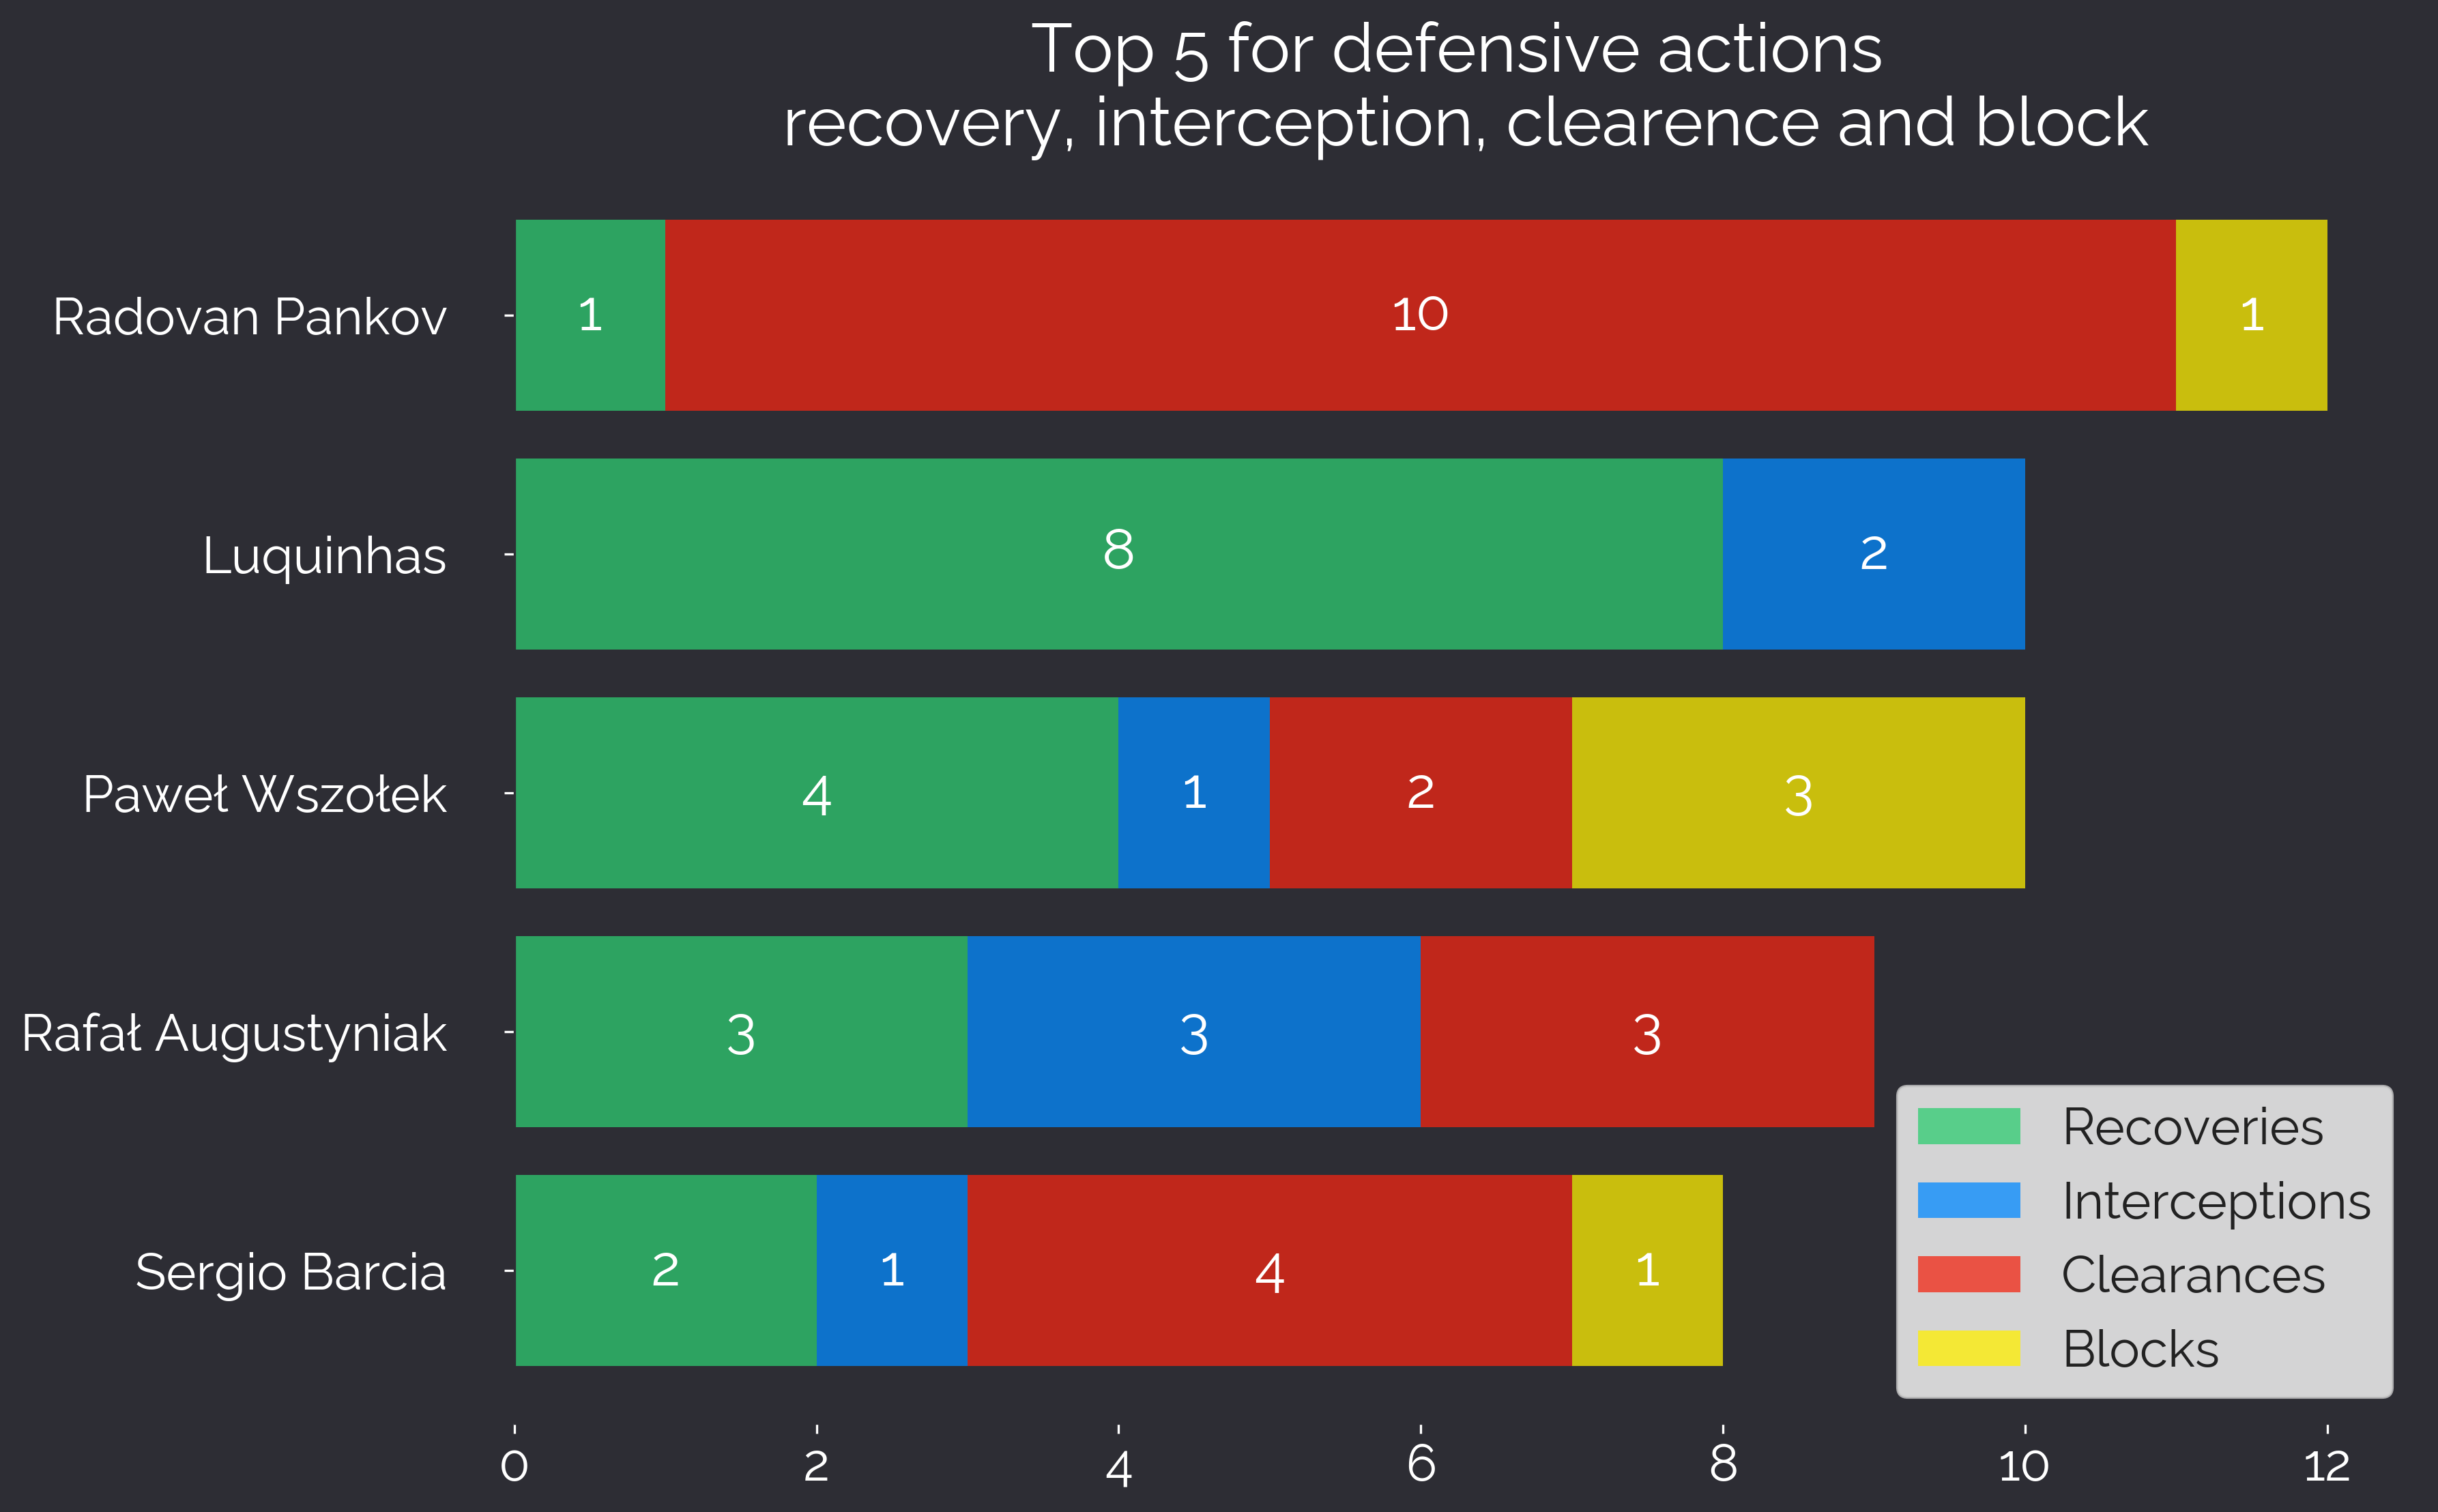 Top 5 for defensive actions
recovery, interception, clearence and block
Radovan Pankov 1 10 1
Luquinhas 8 2
Paweł Wszołek 4 1 2 3
Rafał Augustyniak 3 3 3
Sergio Barcia 2 1 4 1
Recoveries
Interceptions
Clearances
Blocks
0 2 4 6 8 10 12